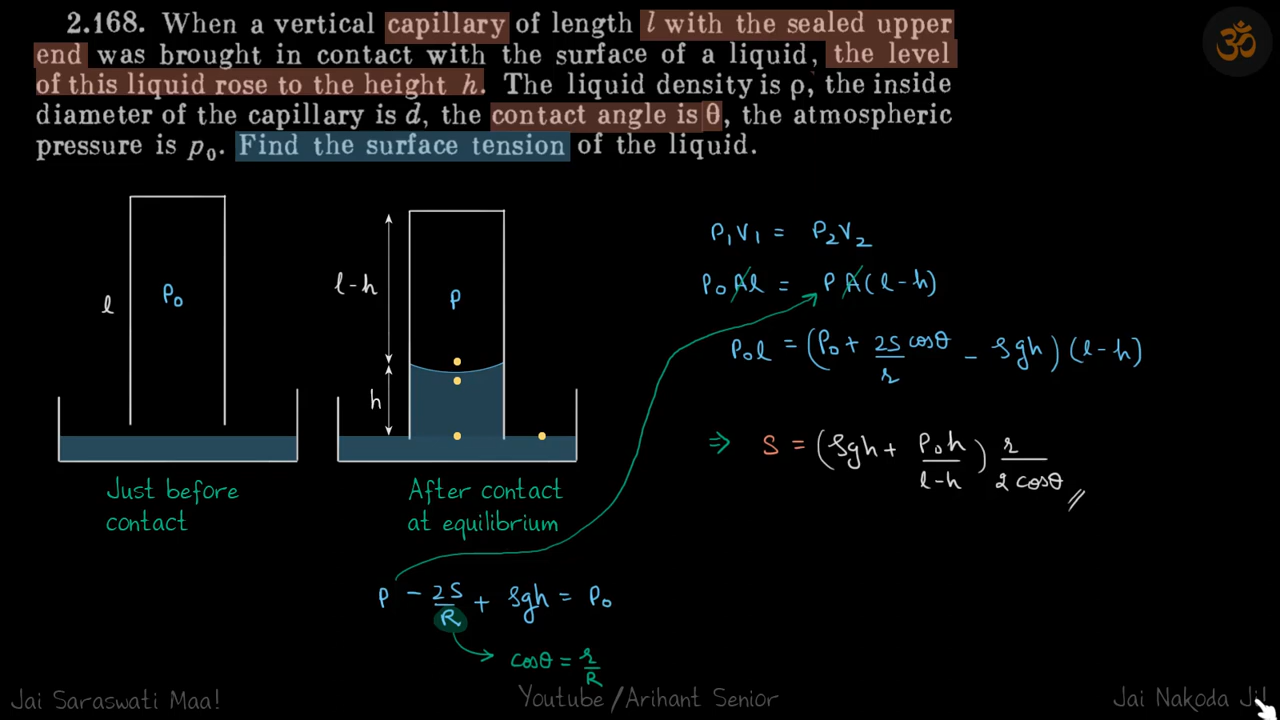 2.168. When a vertical capillary of length l with the sealed upper
end was brought in contact with the surface of a liquid, the level
of this liquid rose to the height h. The liquid density is ρ, the inside
diameter of the capillary is d, the contact angle is θ, the atmospheric
pressure is p₀. Find the surface tension of the liquid.
ॐ
l
P₀
Just before
contact
l-h
P
h
After contact
at equilibrium
P - 2S/R + ρgh = P₀
cosθ = r/R
P₁V₁ = P₂V₂
P₀Al = PA(l-h)
P₀l = (P₀ + 2S cosθ/r - ρgh)(l-h)
⇒ S = (ρgh + P₀h/l-h) r/2cosθ
Jai Saraswati Maa!
Youtube/Arihant Senior
Jai Nakoda Ji!